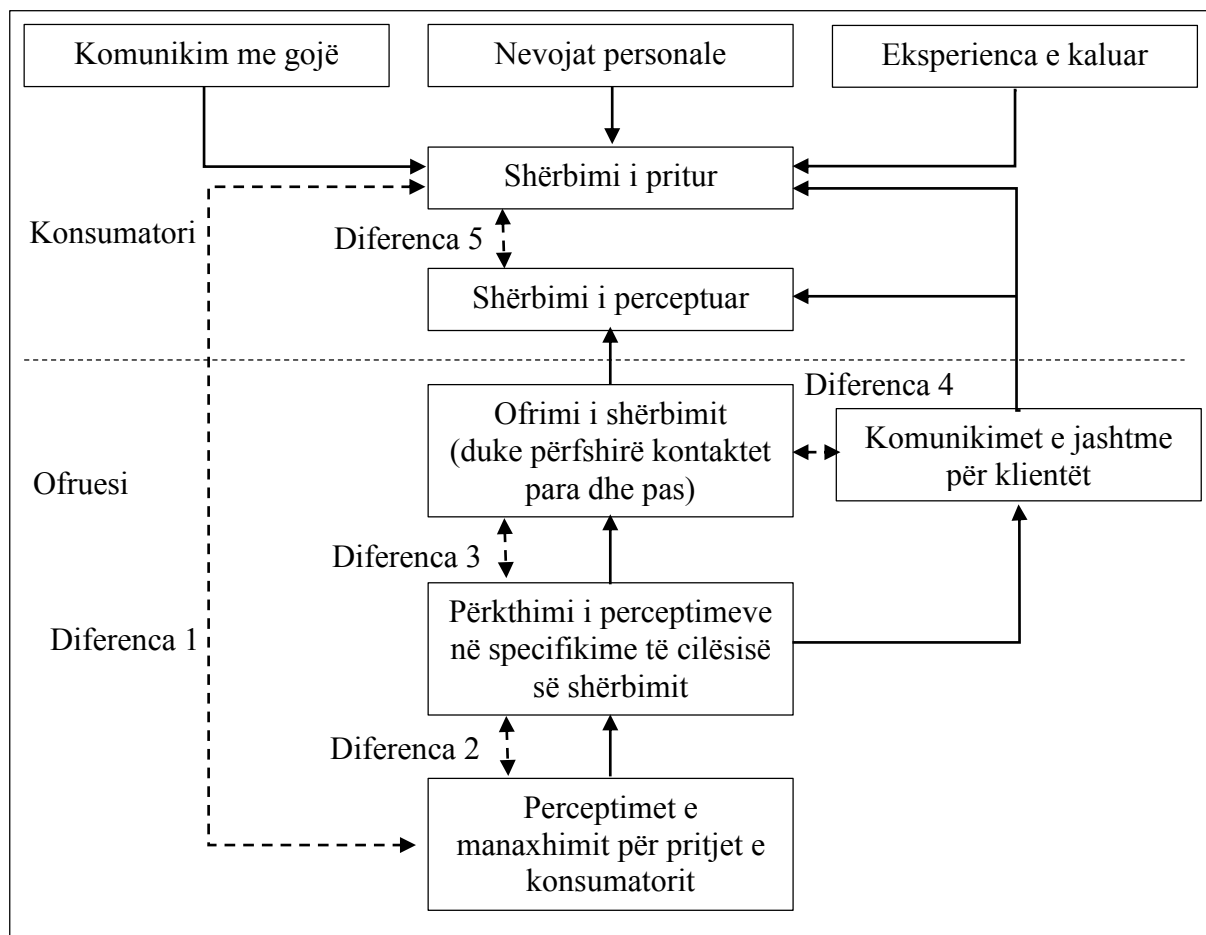 Komunikim me gojë
Nevojat personale
Eksperienca e kaluar
Shërbimi i pritur
Konsumatori
Diferenca 5
Shërbimi i perceptuar
Diferenca 4
Ofrimi i shërbimit
(duke përfshirë kontaktet
para dhe pas)
Komunikimet e jashtme
për klientët
Ofruesi
Diferenca 3
Përkthimi i perceptimeve
në specifikime të cilësisë
së shërbimit
Diferenca 1
Diferenca 2
Perceptimet e
manaxhimit për pritjet e
konsumatorit